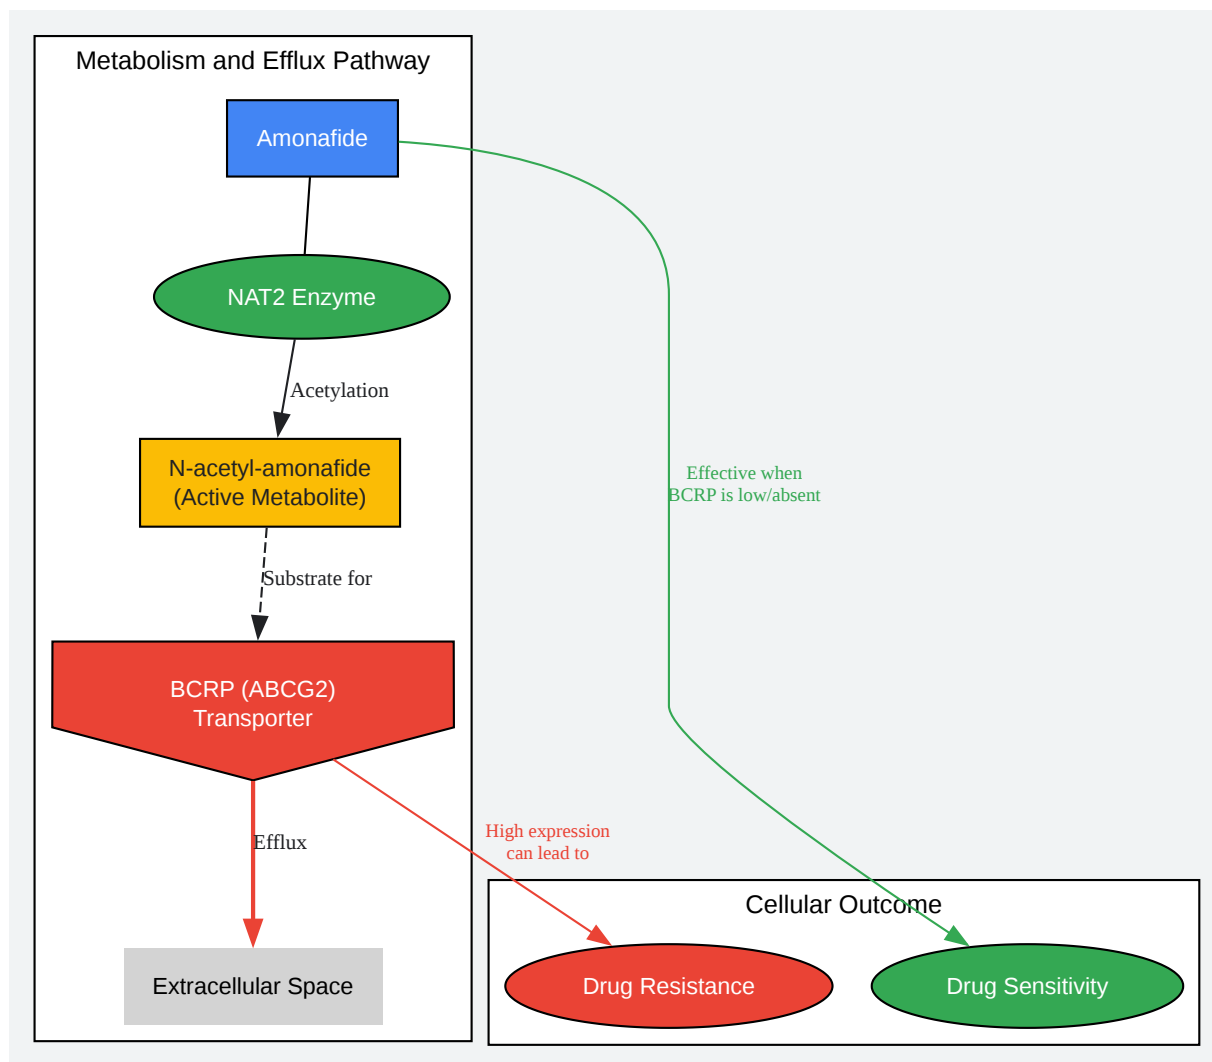 Metabolism and Efflux Pathway
Amonafide
NAT2 Enzyme
Acetylation
N-acetyl-amonafide
(Active Metabolite)
Effective when
BCRP is low/absent
Substrate for
BCRP (ABCG2)
Transporter
High expression
can lead to
Efflux
Cellular Outcome
Extracellular Space
Drug Resistance
Drug Sensitivity